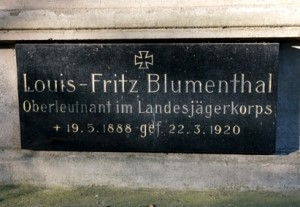 Louis-Fritz Blumenthal
Oberleutnant im Landesjägerkorps
+ 19.5.1888 gef. 22.3.1920